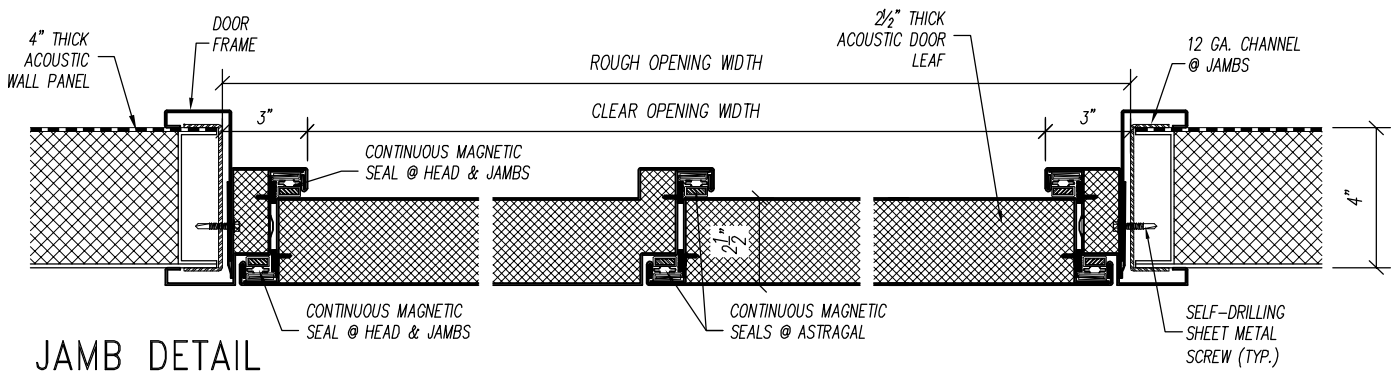 4" THICK
ACOUSTIC
WALL PANEL
DOOR
FRAME
ROUGH OPENING WIDTH
2½" THICK
ACOUSTIC DOOR
LEAF
12 GA. CHANNEL
@ JAMBS
3"
CLEAR OPENING WIDTH
3"
CONTINUOUS MAGNETIC
SEAL @ HEAD & JAMBS
4"
2½"
CONTINUOUS MAGNETIC
SEAL @ HEAD & JAMBS
CONTINUOUS MAGNETIC
SEALS @ ASTRAGAL
SELF-DRILLING
SHEET METAL
SCREW (TYP.)
JAMB DETAIL